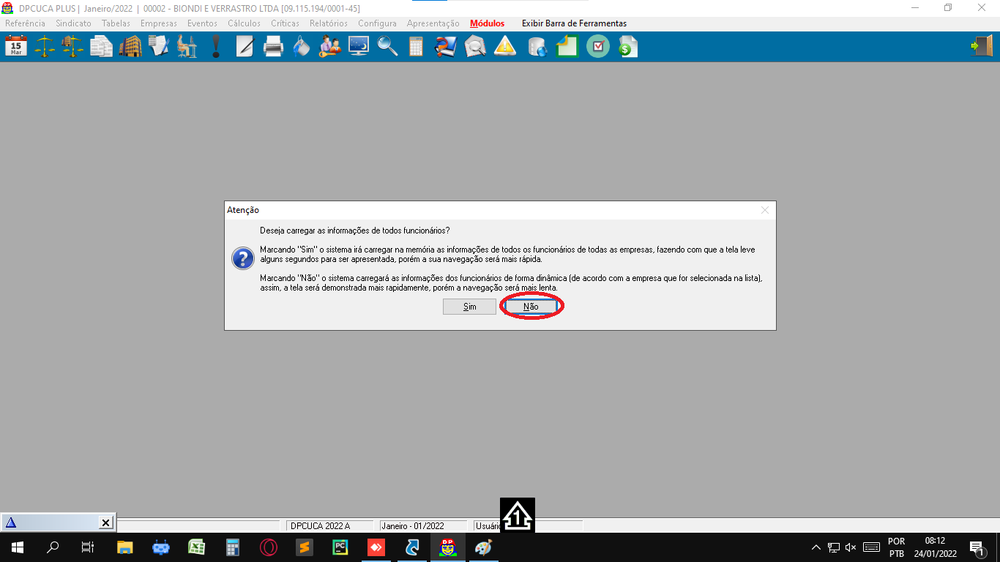 DPCUCA PLUS | Janeiro/2022 | 00002 - BIONDI E VERRASTRO LTDA [09.115.194/0001-45]
Referência Sindicato Tabelas Empresas Eventos Cálculos Críticas Relatórios Configura Apresentação Módulos Exibir Barra de Ferramentas
15
Mar
Atenção
Deseja carregar as informações de todos funcionários?
Marcando "Sim" o sistema irá carregar na memória as informações de todos os funcionários de todas as empresas, fazendo com que a tela leve
alguns segundos para ser apresentada, porém a sua navegação será mais rápida.
Marcando "Não" o sistema carregará as informações dos funcionários de forma dinâmica (de acordo com a empresa que for selecionada na lista),
assim, a tela será demonstrada mais rapidamente, porém a navegação será mais lenta.
Sim Não
DPCUCA 2022 A Janeiro - 01/2022 Usuári
1
PC
DP
POR
PTB
08:12
24/01/2022
1